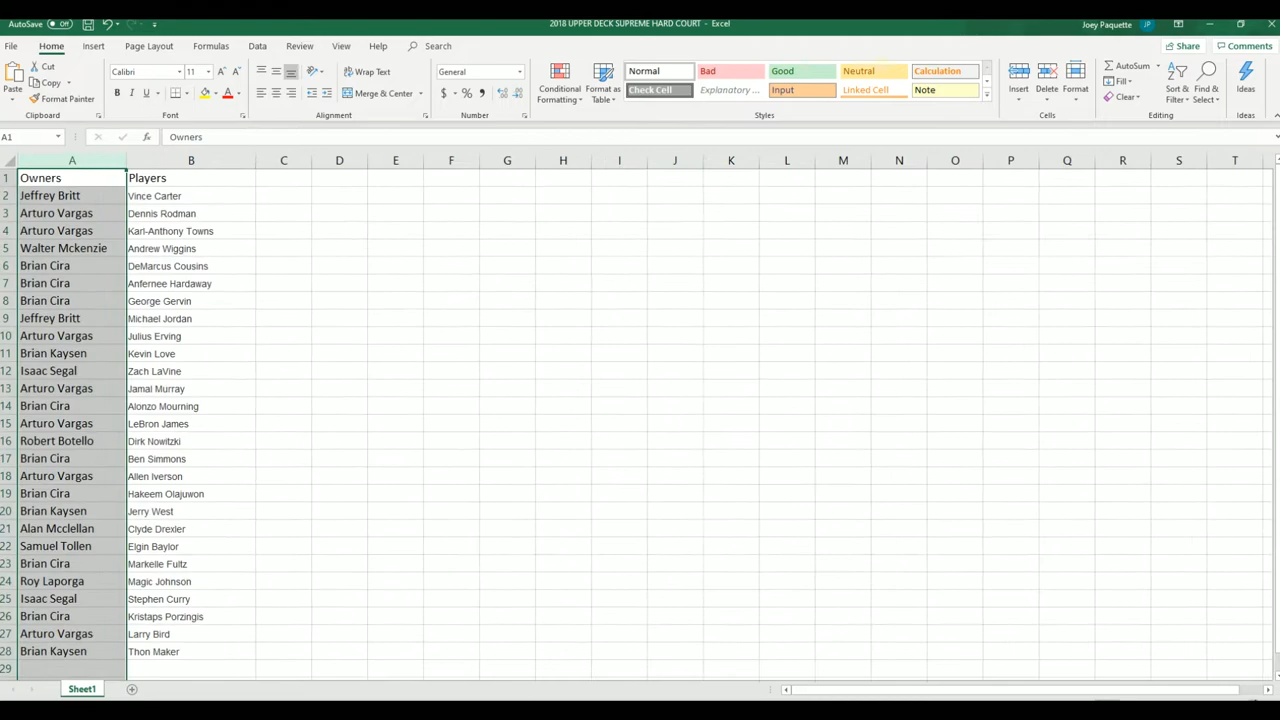 AutoSave Off 2018 UPPER DECK SUPREME HARD COURT - Excel Joey Paquette JP
File Home Insert Page Layout Formulas Data Review View Help Search Share Comments
Paste Cut Copy Format Painter Clipboard
Calibri 11 A A B I U A Font
Wrap Text Merge & Center Alignment
General $ % , Number
Conditional Formatting Format as Table
Normal Bad Good Neutral Calculation
Check Cell Explanatory ... Input Linked Cell Note
Styles
Insert Delete Format Cells
AutoSum Fill Clear Sort & Filter Find & Select Editing
Ideas Ideas
A1 fx Owners
A B C D E F G H I J K L M N O P Q R S T
1 Owners Players
2 Jeffrey Britt Vince Carter
3 Arturo Vargas Dennis Rodman
4 Arturo Vargas Karl-Anthony Towns
5 Walter Mckenzie Andrew Wiggins
6 Brian Cira DeMarcus Cousins
7 Brian Cira Anfernee Hardaway
8 Brian Cira George Gervin
9 Jeffrey Britt Michael Jordan
10 Arturo Vargas Julius Erving
11 Brian Kaysen Kevin Love
12 Isaac Segal Zach LaVine
13 Arturo Vargas Jamal Murray
14 Brian Cira Alonzo Mourning
15 Arturo Vargas LeBron James
16 Robert Botello Dirk Nowitzki
17 Brian Cira Ben Simmons
18 Arturo Vargas Allen Iverson
19 Brian Cira Hakeem Olajuwon
20 Brian Kaysen Jerry West
21 Alan Mcclellan Clyde Drexler
22 Samuel Tollen Elgin Baylor
23 Brian Cira Markelle Fultz
24 Roy Laporga Magic Johnson
25 Isaac Segal Stephen Curry
26 Brian Cira Kristaps Porzingis
27 Arturo Vargas Larry Bird
28 Brian Kaysen Thon Maker
29
Sheet1